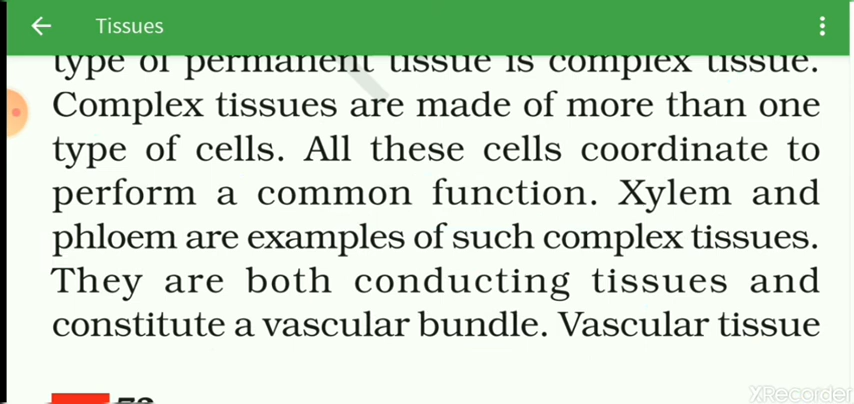 Tissues
type of permanent tissue is complex tissue.
Complex tissues are made of more than one
type of cells. All these cells coordinate to
perform a common function. Xylem and
phloem are examples of such complex tissues.
They are both conducting tissues and
constitute a vascular bundle. Vascular tissue
XRecorder